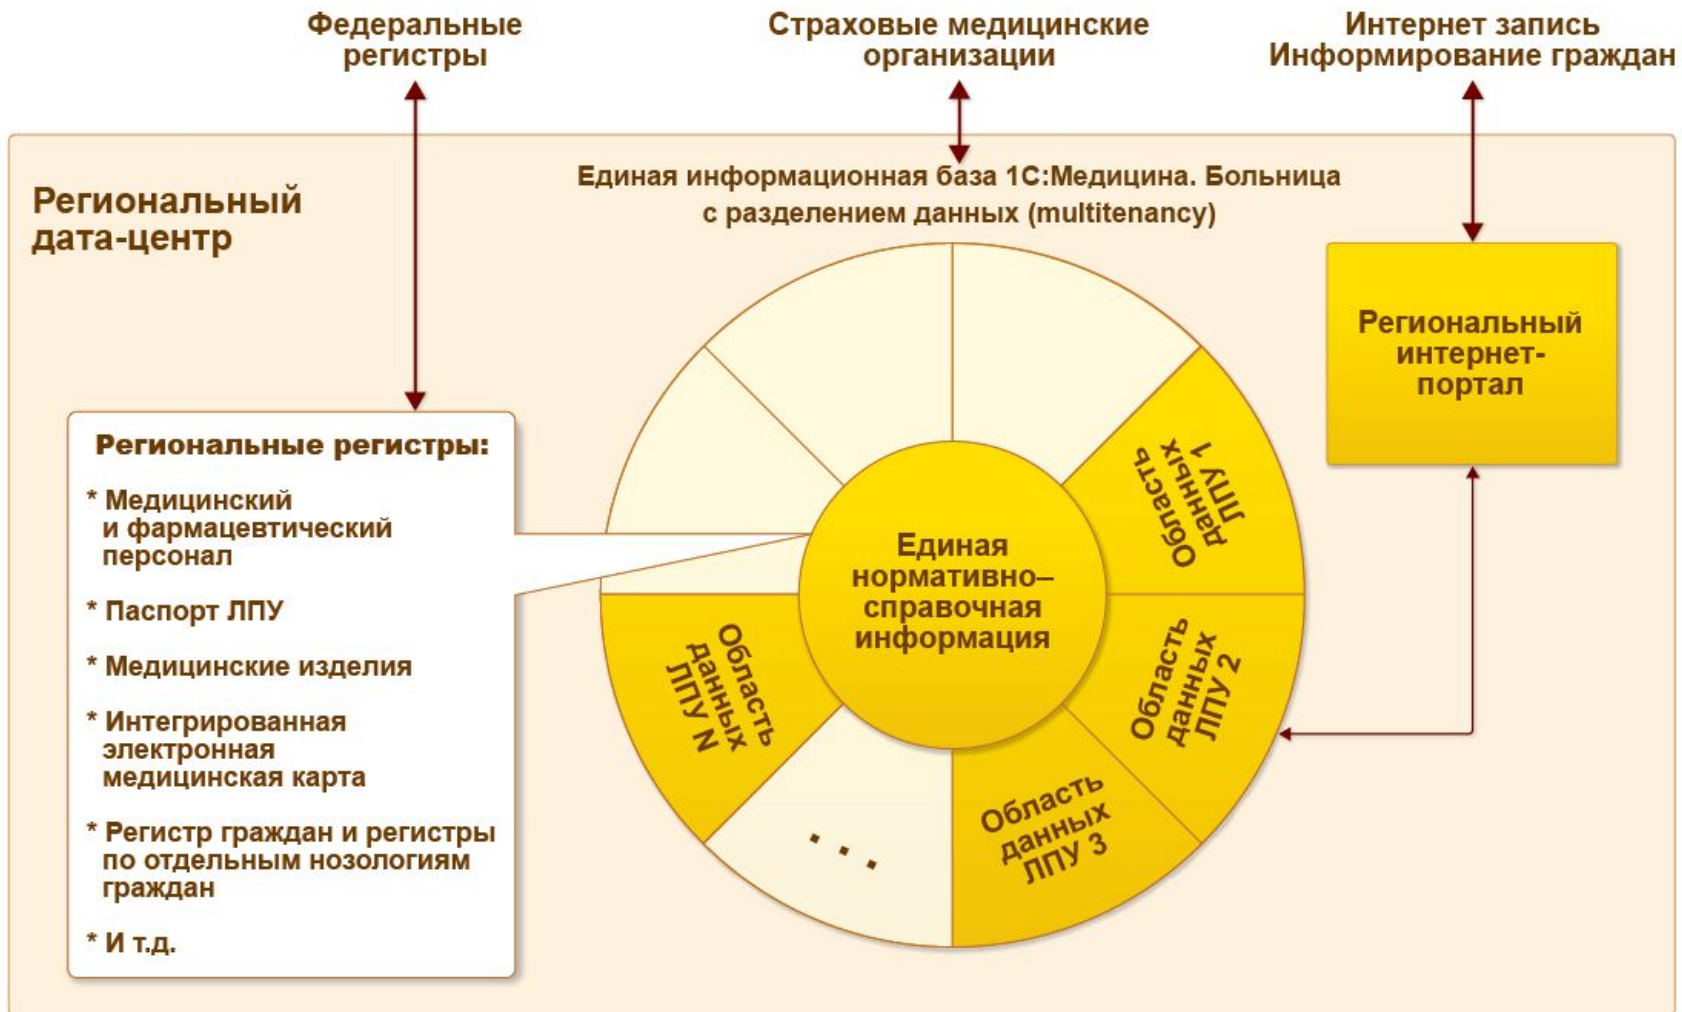 Федеральные
регистры
Страховые медицинские
организации
Интернет запись
Информирование граждан
Региональный
дата-центр
Единая информационная база 1С:Медицина. Больница
с разделением данных (multitenancy)
Региональный
интернет-
портал
Региональные регистры:
* Медицинский
и фармацевтический
персонал
* Паспорт ЛПУ
* Медицинские изделия
* Интегрированная
электронная
медицинская карта
* Регистр граждан и регистры
по отдельным нозологиям
граждан
* И т.д.
Единая
нормативно–
справочная
информация
Область
данных
ЛПУ 1
Область
данных
ЛПУ 2
Область
данных
ЛПУ 3
. . .
Область
данных
ЛПУ N